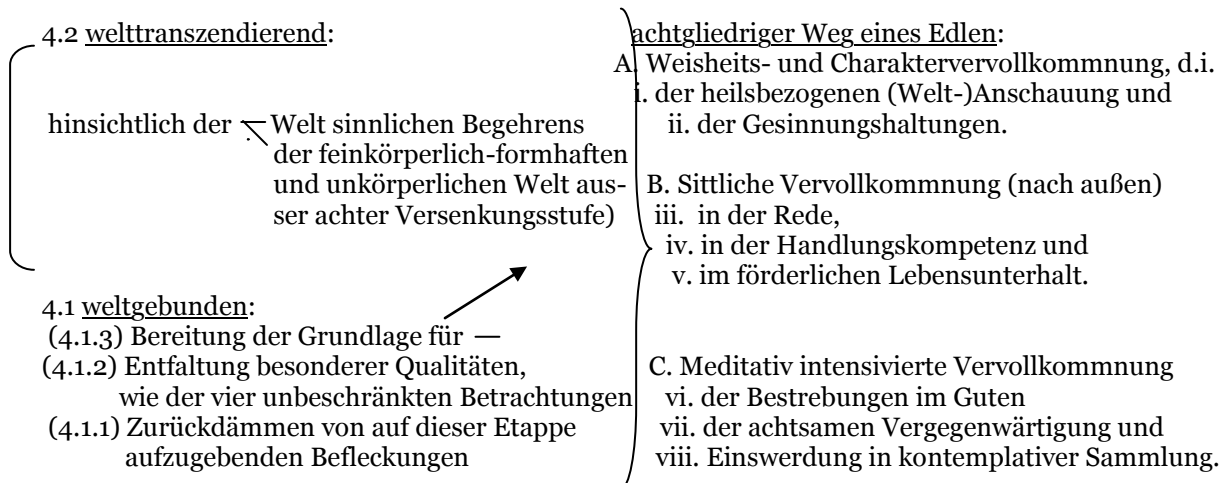 4.2 welttranszendierend:
hinsichtlich der — Welt sinnlichen Begehrens
der feinkörperlich-formhaften
und unkörperlichen Welt aus-
ser achter Versenkungsstufe)
4.1 weltgebunden:
(4.1.3) Bereitung der Grundlage für —
(4.1.2) Entfaltung besonderer Qualitäten,
wie der vier unbeschränkten Betrachtungen
(4.1.1) Zurückdämmen von auf dieser Etappe
aufzugebenden Befleckungen
achtgliedriger Weg eines Edlen:
A. Weisheits- und Charaktervervollkommnung, d.i.
i. der heilsbezogenen (Welt-)Anschauung und
ii. der Gesinnungshaltungen.
B. Sittliche Vervollkommnung (nach außen)
iii. in der Rede,
iv. in der Handlungskompetenz und
v. im förderlichen Lebensunterhalt.
C. Meditativ intensivierte Vervollkommnung
vi. der Bestrebungen im Guten
vii. der achtsamen Vergegenwärtigung und
viii. Einswerdung in kontemplativer Sammlung.